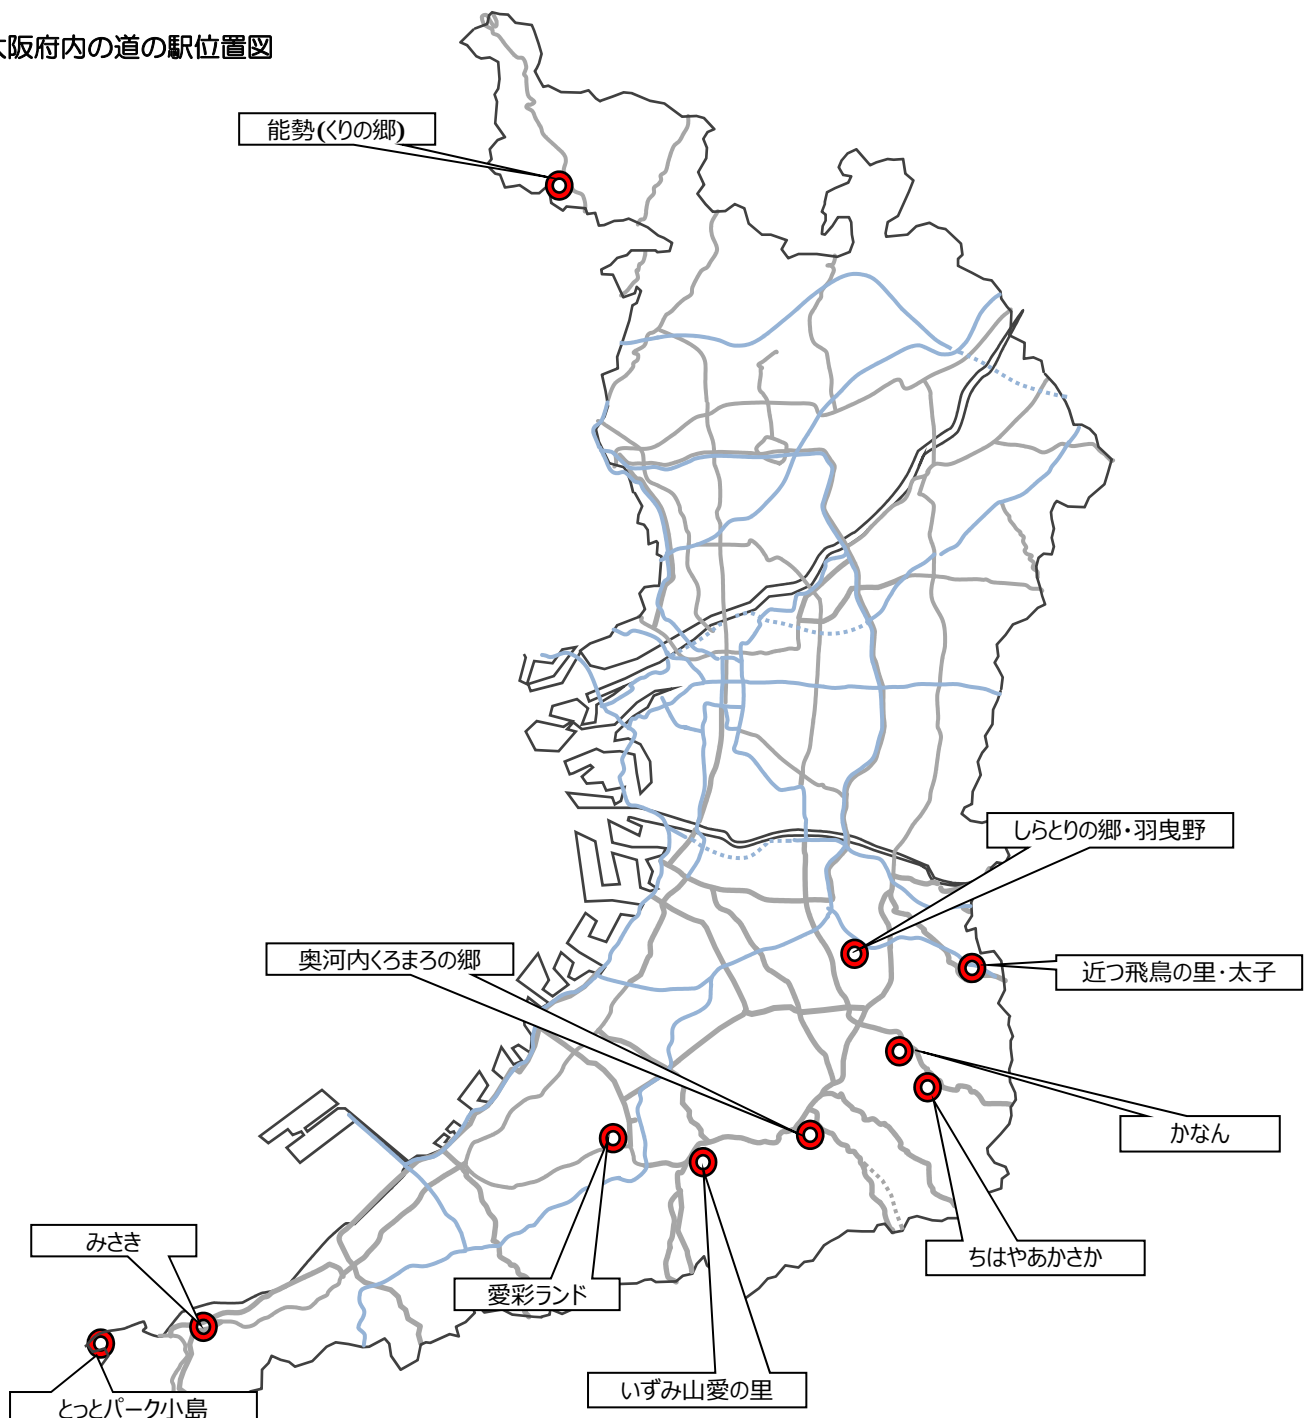 大阪府内の道の駅位置図
能勢(くりの郷)
しらとりの郷・羽曳野
奥河内くろまろの郷
近つ飛鳥の里・太子
かなん
みさき
ちはやあかさか
愛彩ランド
いずみ山愛の里
とっとパーク小島